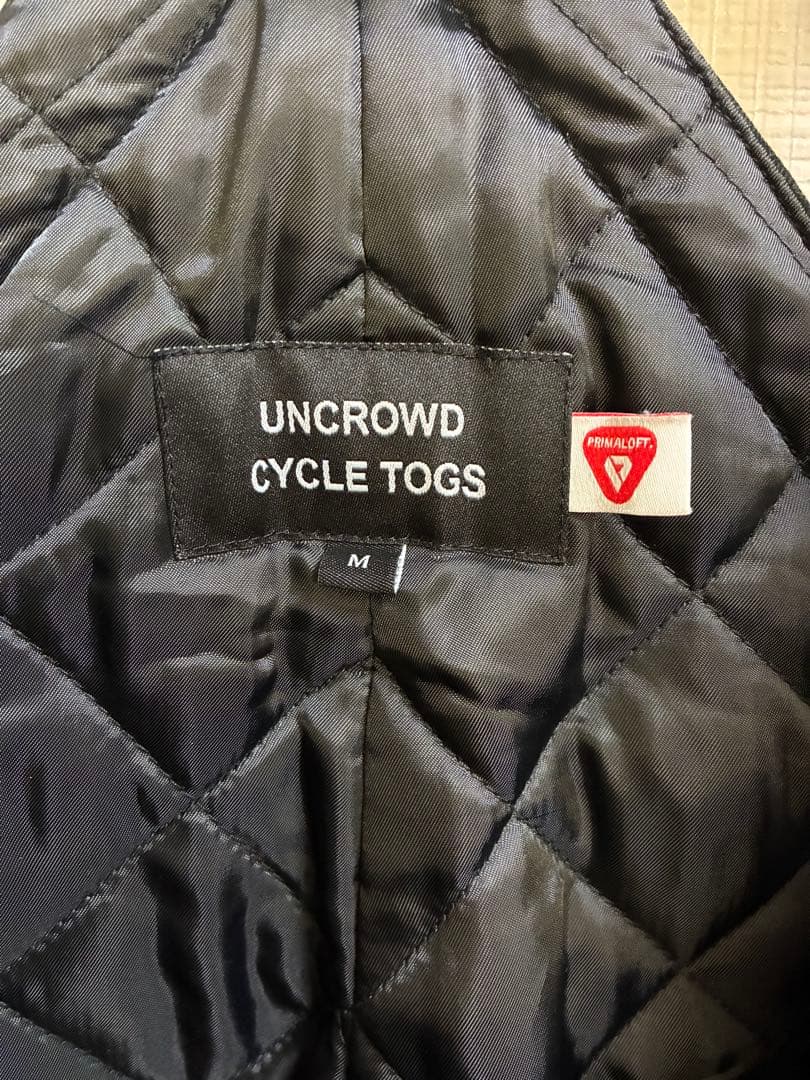 UNCROWD
CYCLE TOGS
PRIMALOFT.
M